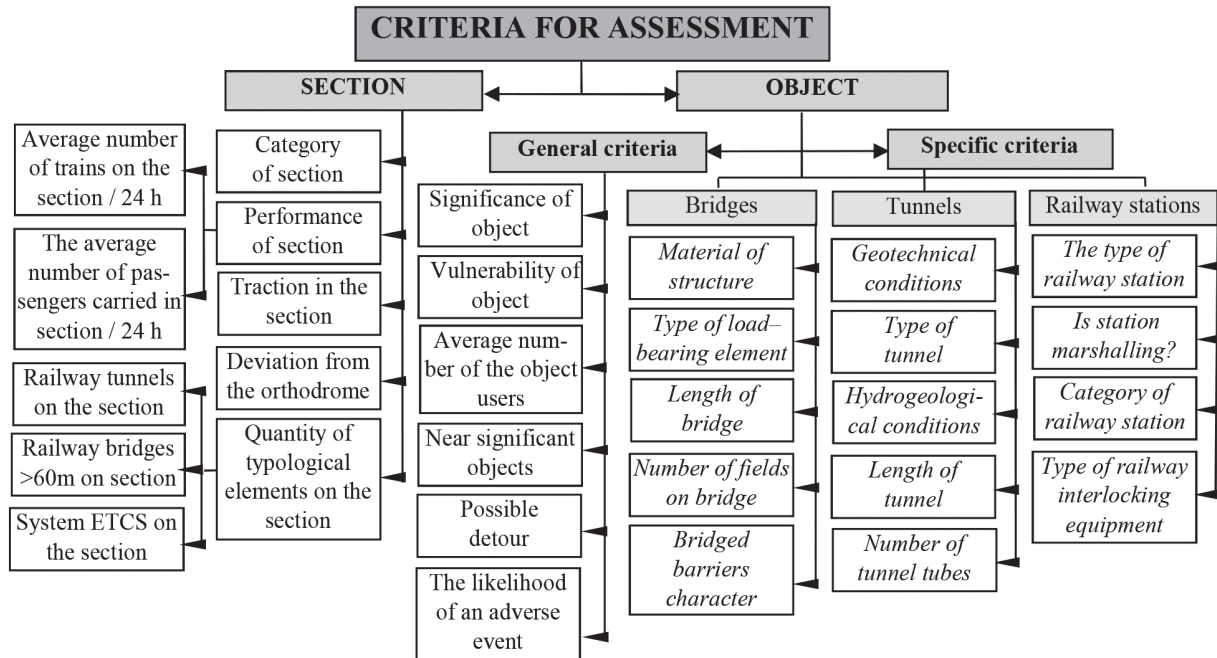 CRITERIA FOR ASSESSMENT
SECTION
OBJECT
Average number
of trains on the
section / 24 h
The average
number of pas-
sengers carried in
section / 24 h
Railway tunnels
on the section
Railway bridges
>60m on section
System ETCS on
the section
Category
of section
Performance
of section
Traction in the
section
Deviation from
the orthodrome
Quantity of
typological
elements on the
section
General criteria
Specific criteria
Significance of
object
Vulnerability of
object
Average num-
ber of the object
users
Near significant
objects
Possible
detour
The likelihood
of an adverse
event
Bridges
Material of
structure
Type of load–
bearing element
Length of
bridge
Number of fields
on bridge
Bridged
barriers
character
Tunnels
Geotechnical
conditions
Type of
tunnel
Hydrogeologi-
cal conditions
Length of
tunnel
Number of
tunnel tubes
Railway stations
The type of
railway station
Is station
marshalling?
Category of
railway station
Type of railway
interlocking
equipment